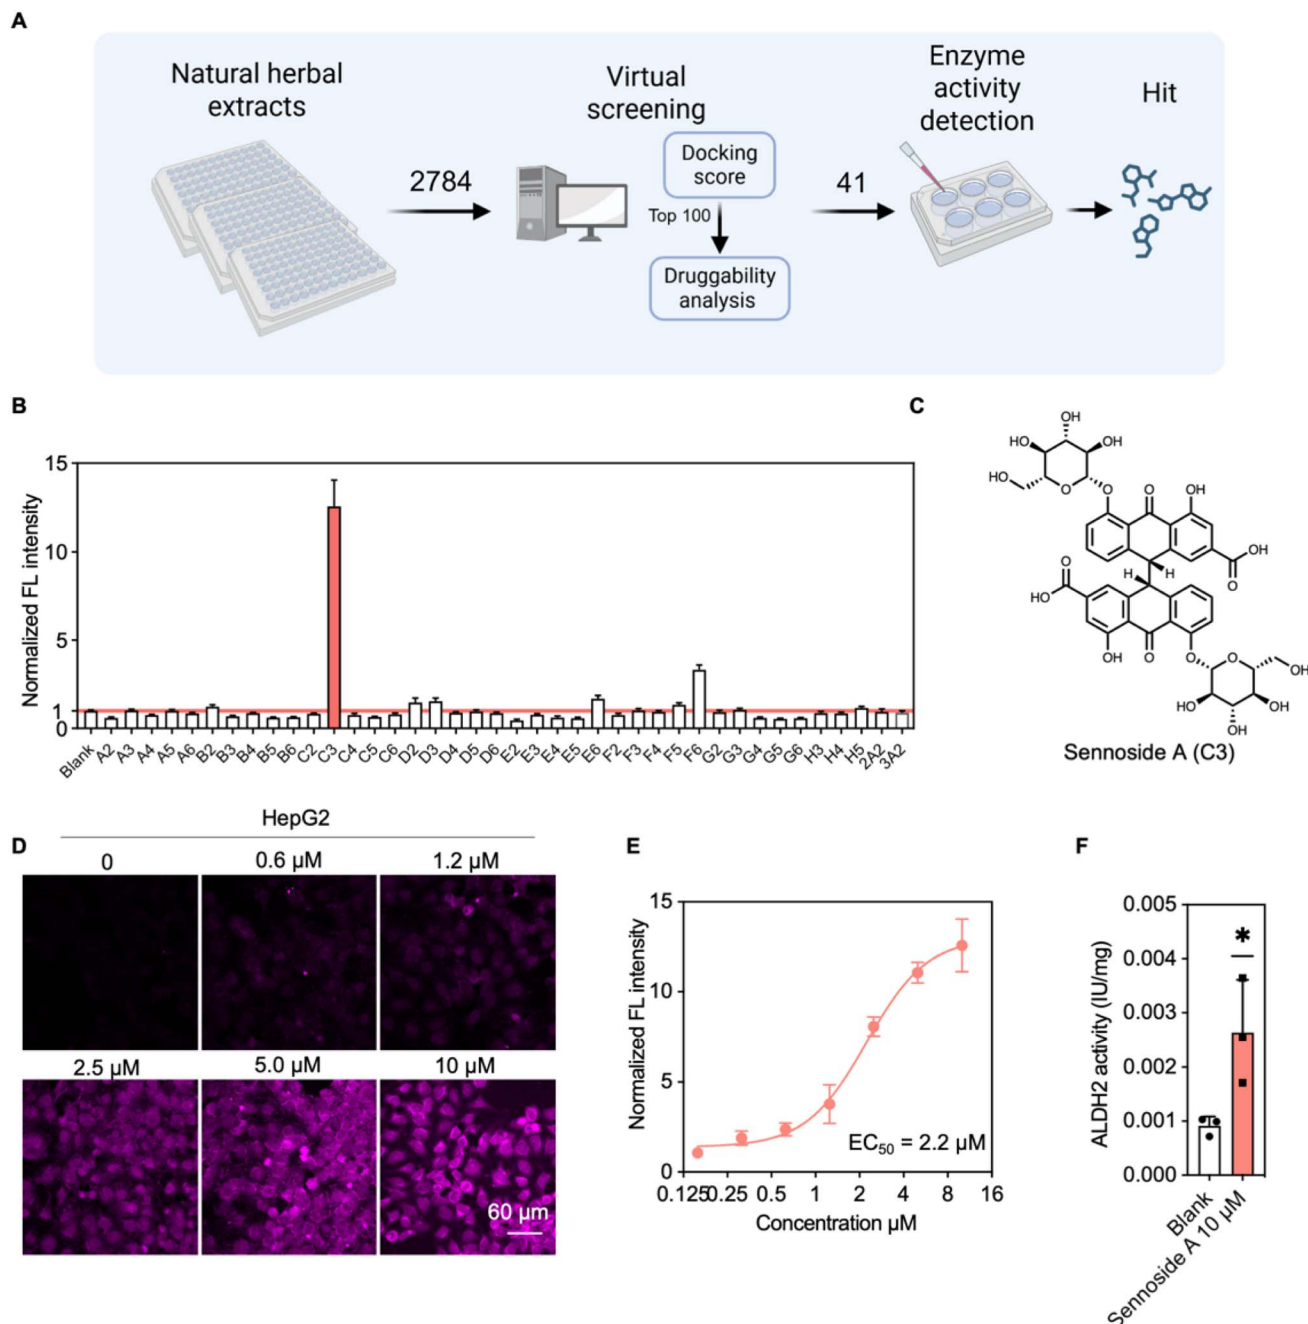 A
Natural herbal
extracts
2784
Virtual
screening
Docking
score
Top 100
Druggability
analysis
41
Enzyme
activity
detection
Hit
B
Normalized FL intensity
15
10
5
1
0
Blank
A2
A3
A4
A5
A6
B2
B3
B4
B5
B6
C2
C3
C4
C5
C6
D2
D3
D4
D5
D6
E2
E3
E4
E5
E6
F2
F3
F4
F5
F6
G2
G3
G4
G5
G6
H3
H4
H5
2A2
3A2
C
OH
HO
OH
HO
O
O
O
OH
OH
O
H
H
O
HO
OH
O
O
O
OH
HO
OH
OH
Sennoside A (C3)
D
HepG2
0
0.6 µM
1.2 µM
2.5 µM
5.0 µM
10 µM
60 µm
E
Normalized FL intensity
15
10
5
0
EC50 = 2.2 µM
0.125
0.25
0.5
1
2
4
8
16
Concentration µM
F
ALDH2 activity (IU/mg)
0.005
0.004
0.003
0.002
0.001
0.000
*
Blank
Sennoside A 10 µM